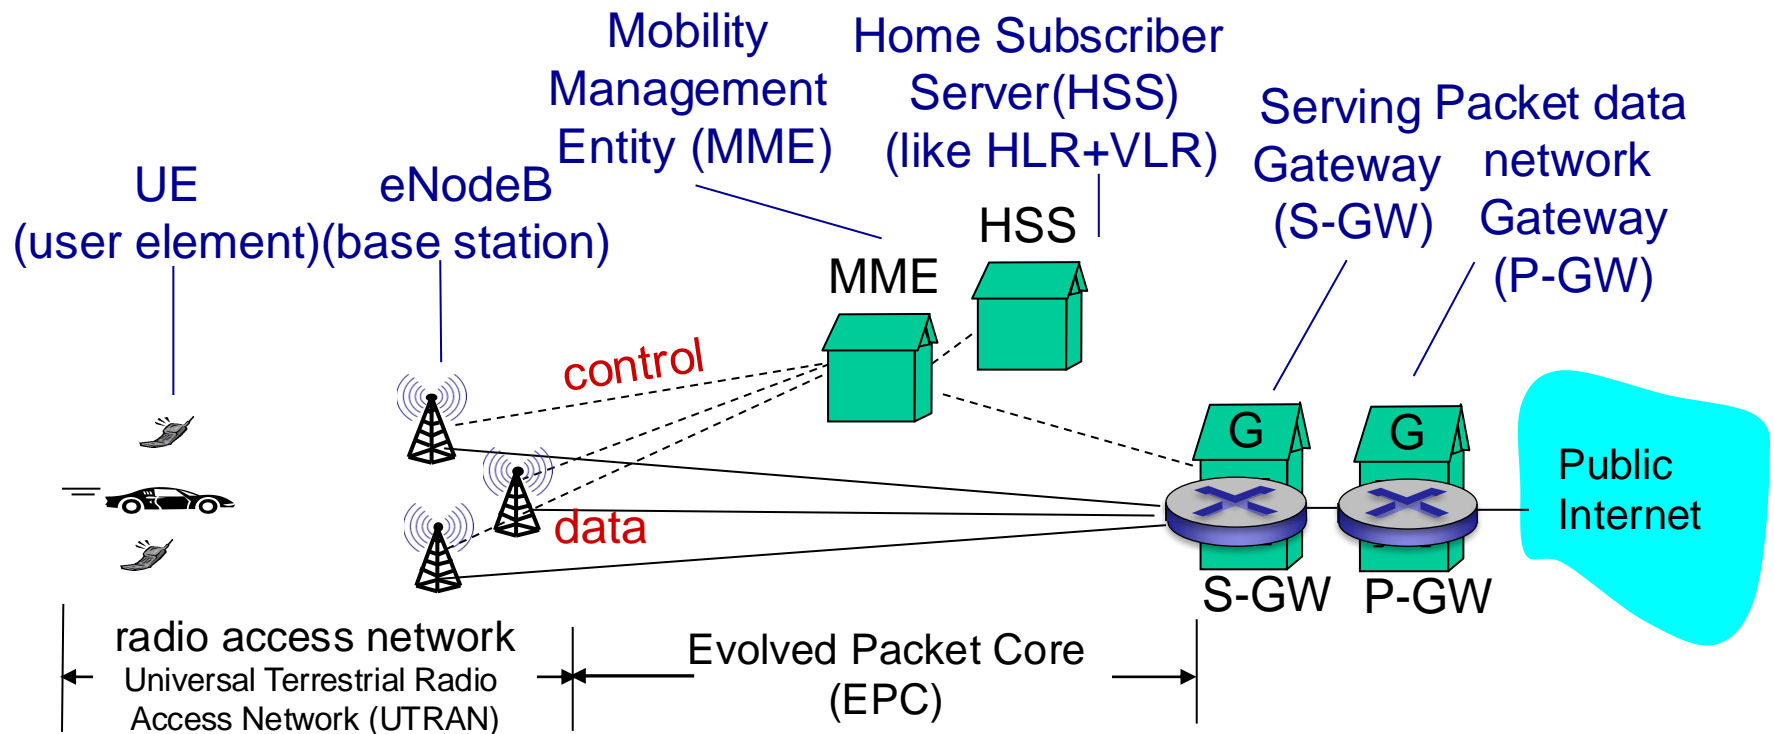 Mobility
Management
Entity (MME)
Home Subscriber
Server(HSS)
(like HLR+VLR)
Serving
Gateway
(S-GW)
Packet data
network
Gateway
(P-GW)
UE
(user element)
eNodeB
(base station)
HSS
MME
control
data
G
G
Public
Internet
S-GW
P-GW
radio access network
Universal Terrestrial Radio
Access Network (UTRAN)
Evolved Packet Core
(EPC)